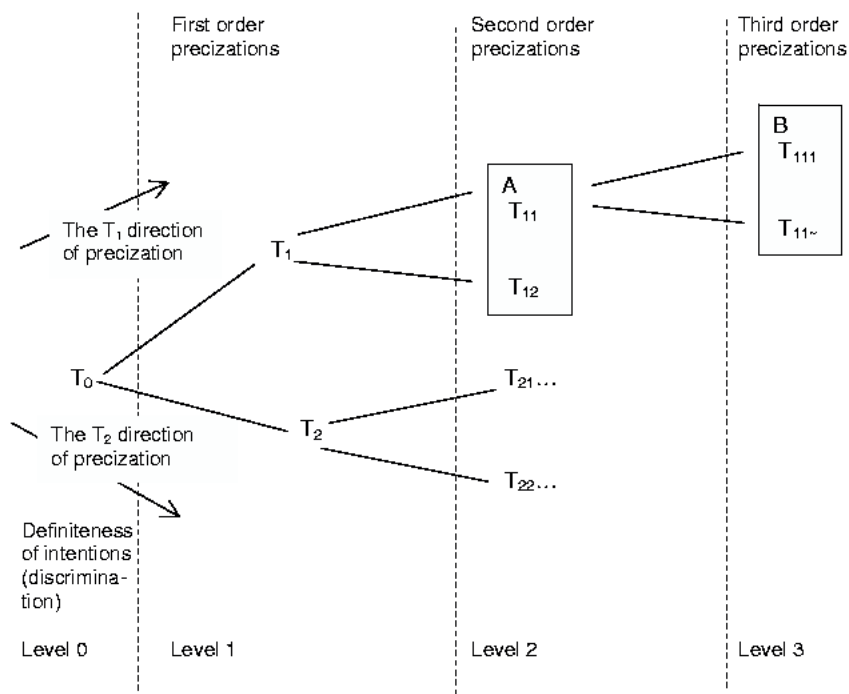 First order
precizations
Second order
precizations
Third order
precizations
B
T₁₁₁
T₁₁~
A
T₁₁
T₁₂
The T₁ direction
of precization
T₁
T₀
T₂₁...
The T₂ direction
of precization
T₂
T₂₂...
Definiteness
of intentions
(discrimina-
tion)
Level 0
Level 1
Level 2
Level 3